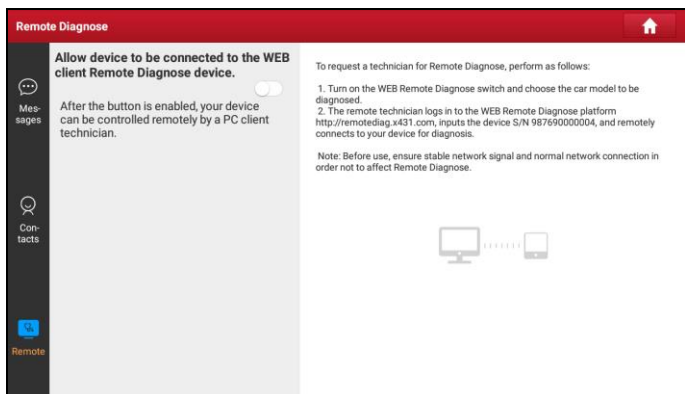 Remote Diagnose
Mes-
sages
Con-
tacts
Remote
Allow device to be connected to the WEB
client Remote Diagnose device.
After the button is enabled, your device
can be controlled remotely by a PC client
technician.
To request a technician for Remote Diagnose, perform as follows:
1. Turn on the WEB Remote Diagnose switch and choose the car model to be
diagnosed.
2. The remote technician logs in to the WEB Remote Diagnose platform
http://remotediag.x431.com, inputs the device S/N 987690000004, and remotely
connects to your device for diagnosis.
Note: Before use, ensure stable network signal and normal network connection in
order not to affect Remote Diagnose.